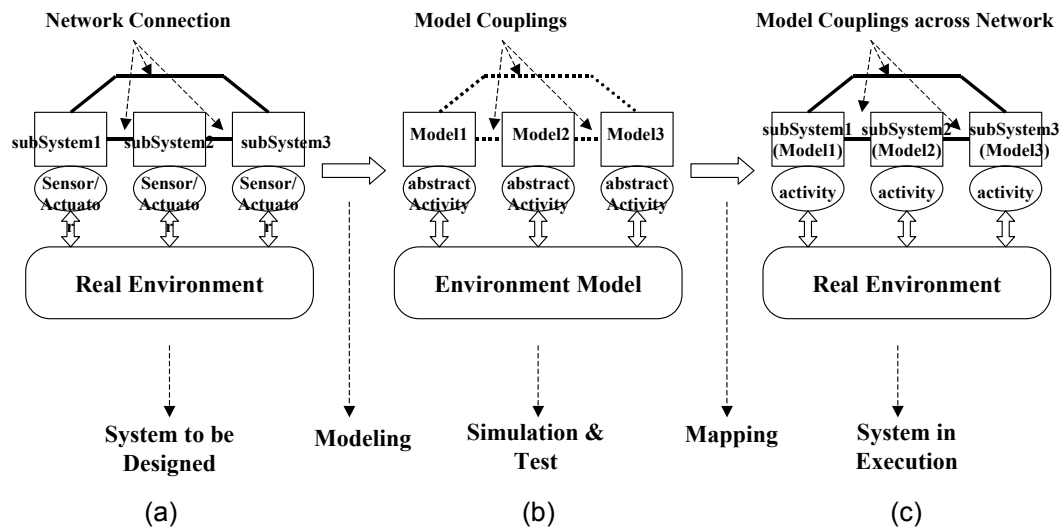 Network Connection
Model Couplings
Model Couplings across Network
subSystem1
subSystem2
subSystem3
Model1
Model2
Model3
subSystem1
(Model1)
subSystem2
(Model2)
subSystem3
(Model3)
Sensor/
Actuato
r
Sensor/
Actuato
r
Sensor/
Actuato
r
abstract
Activity
abstract
Activity
abstract
Activity
activity
activity
activity
Real Environment
Environment Model
Real Environment
System to be
Designed
Modeling
Simulation &
Test
Mapping
System in
Execution
(a)
(b)
(c)